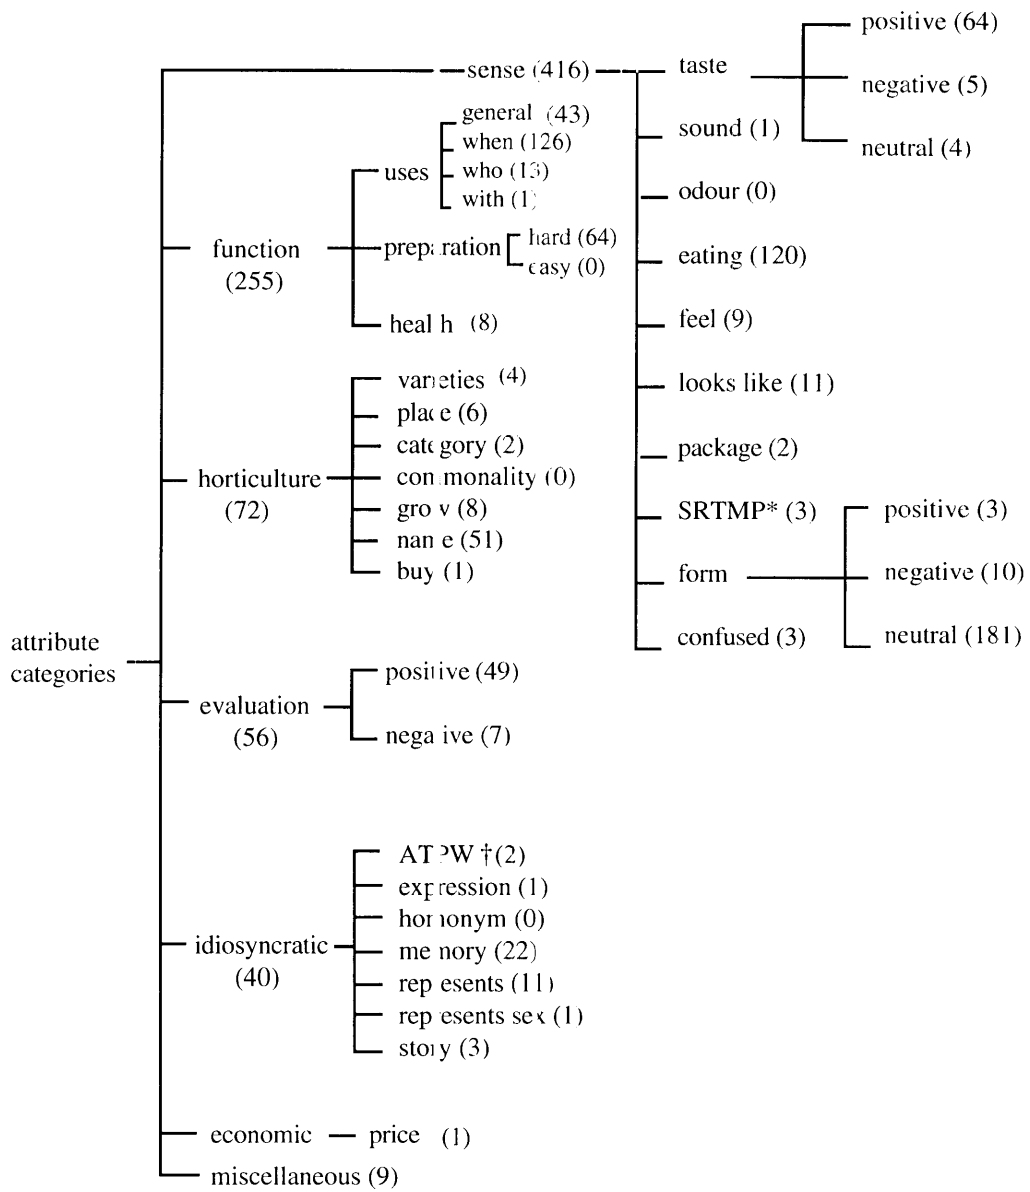 attribute
categories
sense (416)
taste
positive (64)
negative (5)
neutral (4)
sound (1)
odour (0)
eating (120)
feel (9)
looks like (11)
package (2)
SRTMP* (3)
form
positive (3)
negative (10)
neutral (181)
confused (3)
function
(255)
uses
general (43)
when (126)
who (13)
with (1)
preparation
hard (64)
easy (0)
health (8)
horticulture
(72)
varieties (4)
place (6)
category (2)
commonality (0)
grow (8)
name (51)
buy (1)
evaluation
(56)
positive (49)
negative (7)
idiosyncratic
(40)
ATPW †(2)
expression (1)
homonym (0)
memory (22)
represents (11)
represents sex (1)
story (3)
economic
price (1)
miscellaneous (9)